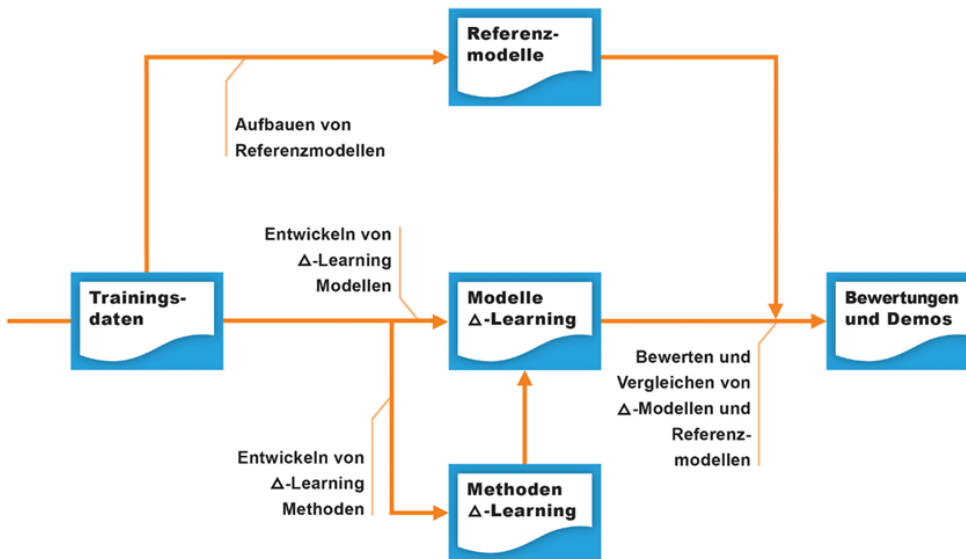 Referenz-
modelle
Aufbauen von
Referenzmodellen
Entwickeln von
Δ-Learning
Modellen
Trainings-
daten
Modelle
Δ-Learning
Bewertungen
und Demos
Bewerten und
Vergleichen von
Δ-Modellen und
Referenz-
modellen
Entwickeln von
Δ-Learning
Methoden
Methoden
Δ-Learning